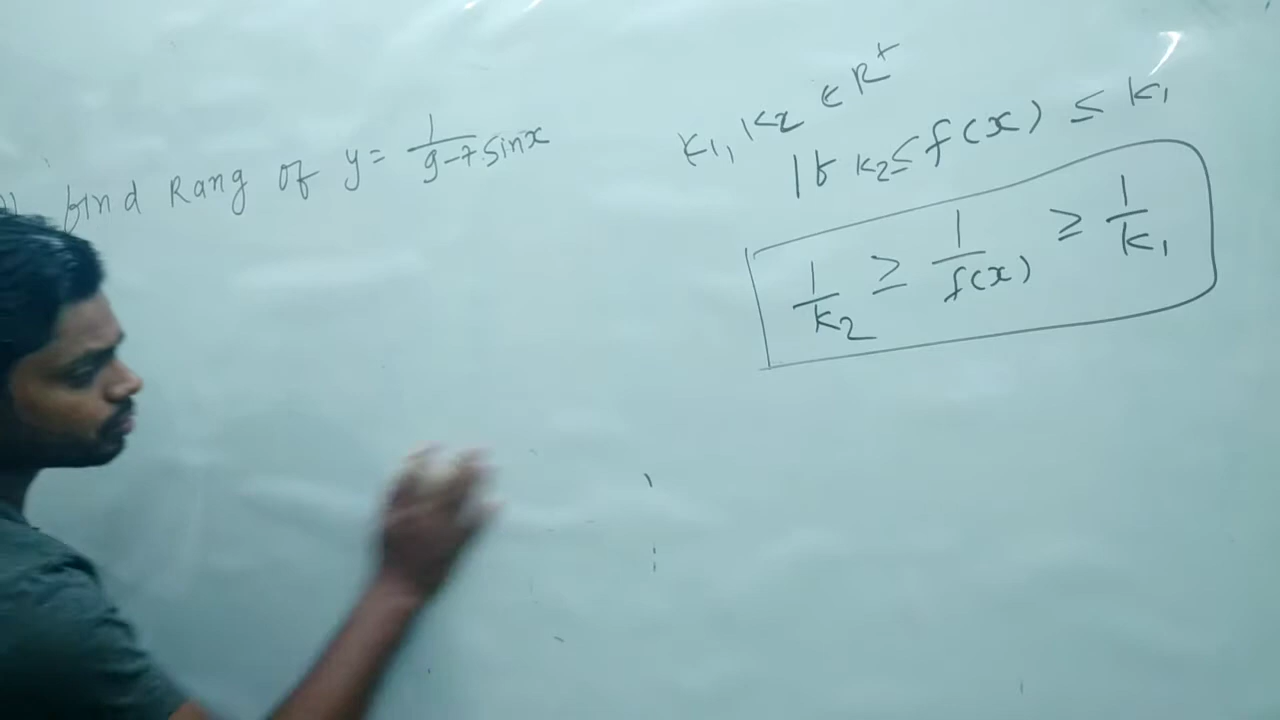 find Rang of y= 1/9-7sinx
K1, K2 ∈ R+
If K2 ≤ f(x) ≤ K1
1/K2 ≥ 1/f(x) ≥ 1/K1